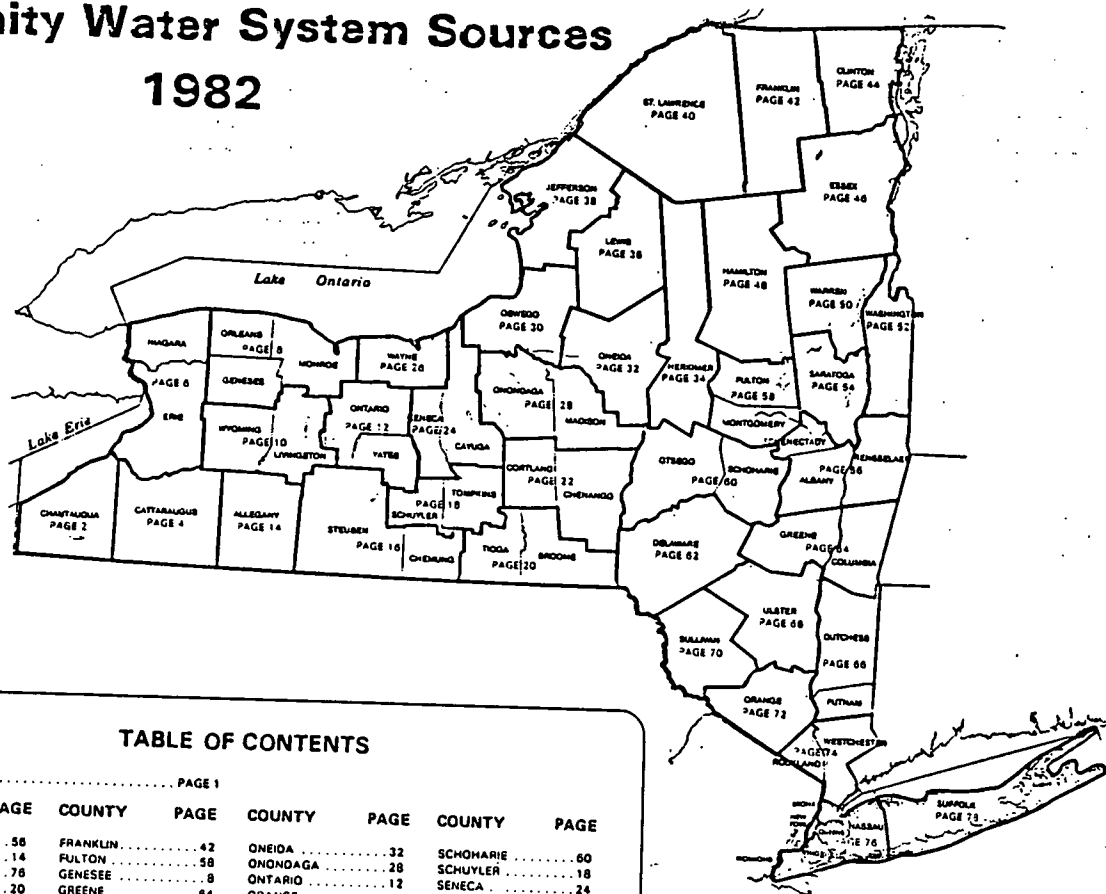 nity Water System Sources
1982
CLINTON
PAGE 44
FRANKLIN
PAGE 42
ST. LAWRENCE
PAGE 40
ESSEX
PAGE 46
JEFFERSON
PAGE 38
LEWIS
PAGE 36
HAMILTON
PAGE 48
Lake Ontario
WARREN
PAGE 50
WASHINGTON
PAGE 52
OSWEGO
PAGE 30
ORLEANS
PAGE 8
NIAGARA
MONROE
WAYNE
PAGE 26
ONEIDA
PAGE 32
HERKIMER
PAGE 34
FULTON
PAGE 58
SARATOGA
PAGE 54
PAGE 6
GENESEE
ONONDAGA
PAGE 28
MADISON
ERIE
ONTARIO
PAGE 12
SENECA
PAGE 24
CAYUGA
MONTGOMERY
WYOMING
PAGE 10
LIVINGSTON
YATES
Lake Erie
RENSSELAER
PAGE 56
ALBANY
OTSEGO
PAGE 60
SCHOHARIE
CORTLAND
PAGE 22
CHENANGO
TOMPKINS
PAGE 18
SCHUYLER
CHAUTAUQUA
PAGE 2
CATTARAUGUS
PAGE 4
ALLEGANY
PAGE 14
STEUBEN
PAGE 16
CHEMUNG
TIOGA
PAGE 20
BROOME
DELAWARE
PAGE 62
GREENE
PAGE 64
COLUMBIA
ULSTER
PAGE 68
DUTCHESS
PAGE 66
SULLIVAN
PAGE 70
ORANGE
PAGE 72
PUTNAM
WESTCHESTER
PAGE 74
ROCKLAND
SUFFOLK
PAGE 78
NASSAU
PAGE 76
TABLE OF CONTENTS
PAGE 1
AGE COUNTY PAGE COUNTY PAGE COUNTY PAGE
56 FRANKLIN 42 ONEIDA 32 SCHOHARIE 60
14 FULTON 58 ONONDAGA 28 SCHUYLER 18
76 GENESEE 8 ONTARIO 12 SENECA 24
20 GREENE 64